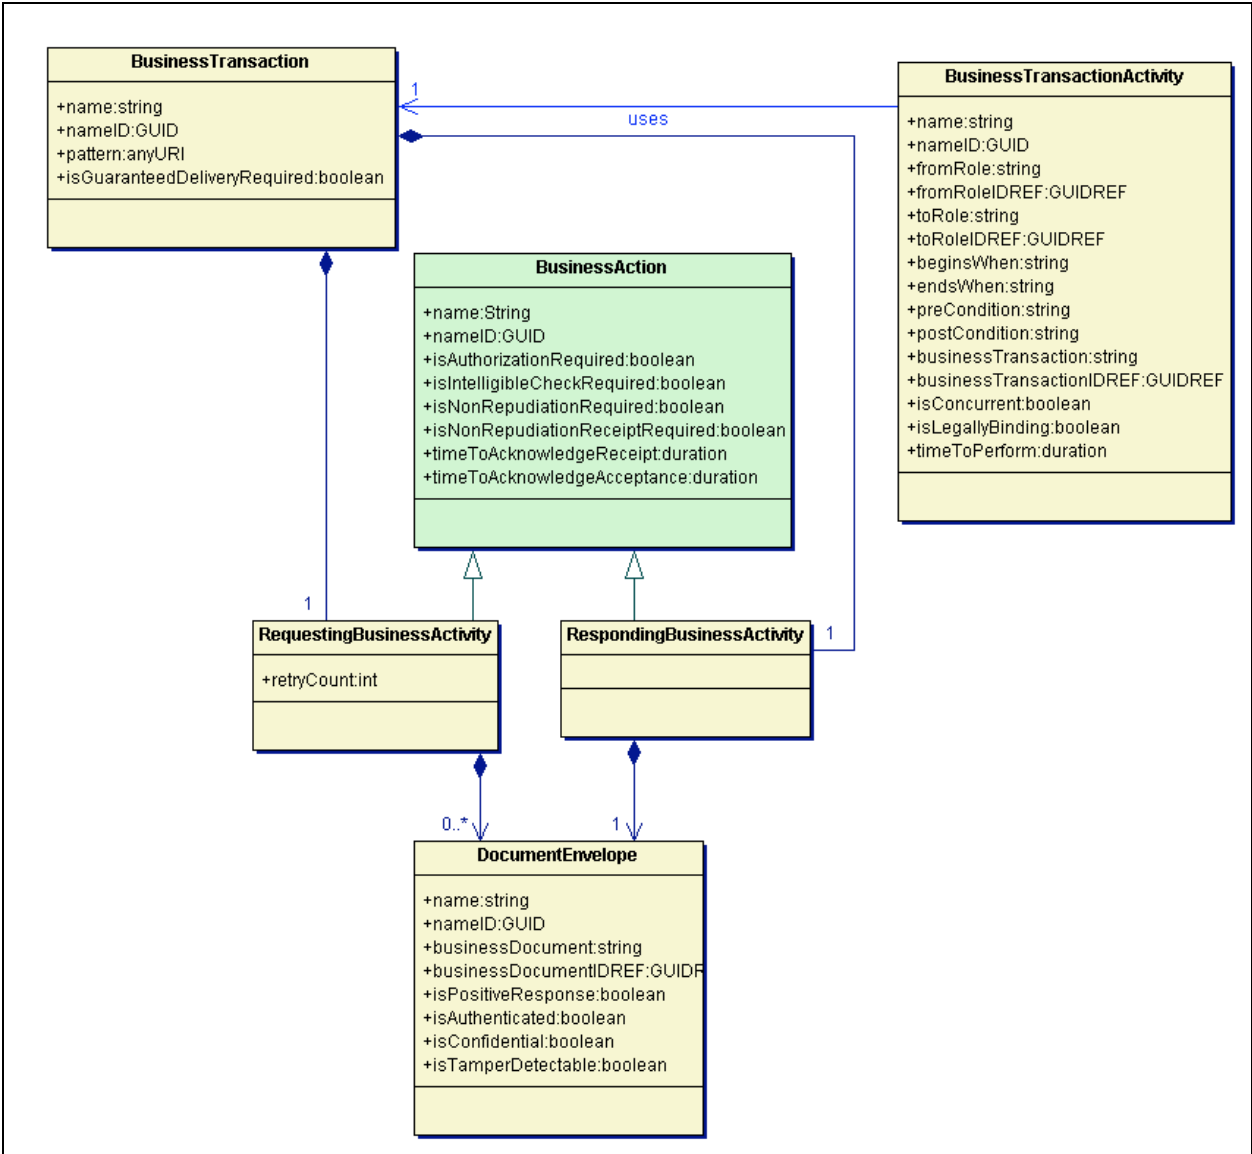 BusinessTransaction
+name:string
+nameID:GUID
+pattern:anyURI
+isGuaranteedDeliveryRequired:boolean
1
uses
BusinessTransactionActivity
+name:string
+nameID:GUID
+fromRole:string
+fromRoleIDREF:GUIDREF
+toRole:string
+toRoleIDREF:GUIDREF
+beginsWhen:string
+endsWhen:string
+preCondition:string
+postCondition:string
+businessTransaction:string
+businessTransactionIDREF:GUIDREF
+isConcurrent:boolean
+isLegallyBinding:boolean
+timeToPerform:duration
BusinessAction
+name:String
+nameID:GUID
+isAuthorizationRequired:boolean
+isIntelligibleCheckRequired:boolean
+isNonRepudiationRequired:boolean
+isNonRepudiationReceiptRequired:boolean
+timeToAcknowledgeReceipt:duration
+timeToAcknowledgeAcceptance:duration
1
RequestingBusinessActivity
+retryCount:int
RespondingBusinessActivity
1
0..*
1
DocumentEnvelope
+name:string
+nameID:GUID
+businessDocument:string
+businessDocumentIDREF:GUIDR
+isPositiveResponse:boolean
+isAuthenticated:boolean
+isConfidential:boolean
+isTamperDetectable:boolean